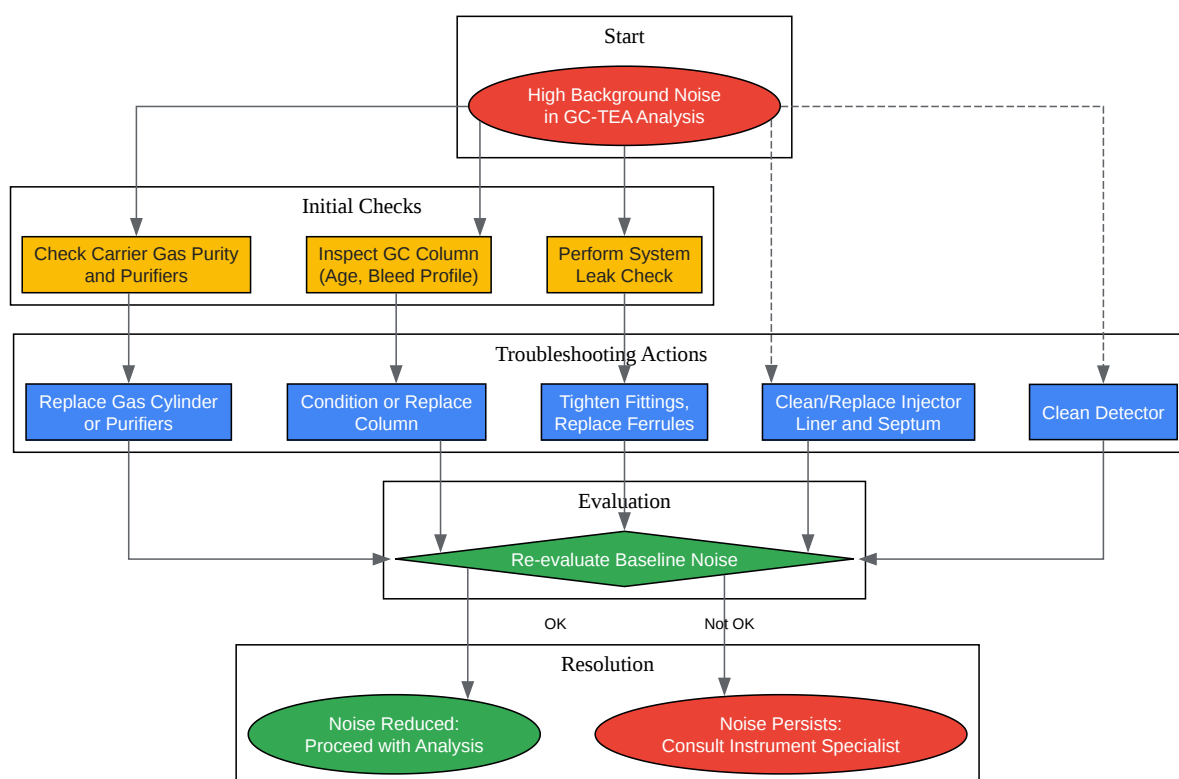 Start
High Background Noise
in GC-TEA Analysis
Initial Checks
Check Carrier Gas Purity
and Purifiers
Inspect GC Column
(Age, Bleed Profile)
Perform System
Leak Check
Troubleshooting Actions
Replace Gas Cylinder
or Purifiers
Condition or Replace
Column
Tighten Fittings,
Replace Ferrules
Clean/Replace Injector
Liner and Septum
Clean Detector
Evaluation
Re-evaluate Baseline Noise
OK
Not OK
Resolution
Noise Reduced:
Proceed with Analysis
Noise Persists:
Consult Instrument Specialist